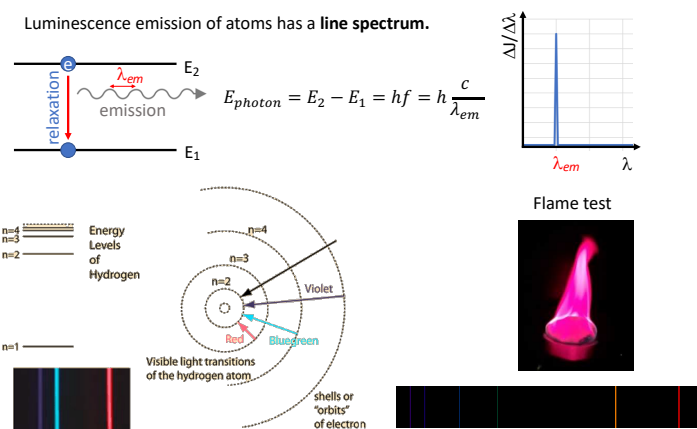 Luminescence emission of atoms has a line spectrum.
E₂
e
λem
relaxation
emission
E₁
Ephoton = E₂ − E₁ = hf = h c/λem
ΔJ/Δλ
λem
λ
Flame test
n=4
n=3
n=2
n=1
Energy
Levels
of
Hydrogen
n=4
n=3
n=2
Violet
Bluegreen
Red
Visible light transitions
of the hydrogen atom
shells or
"orbits"
of electron